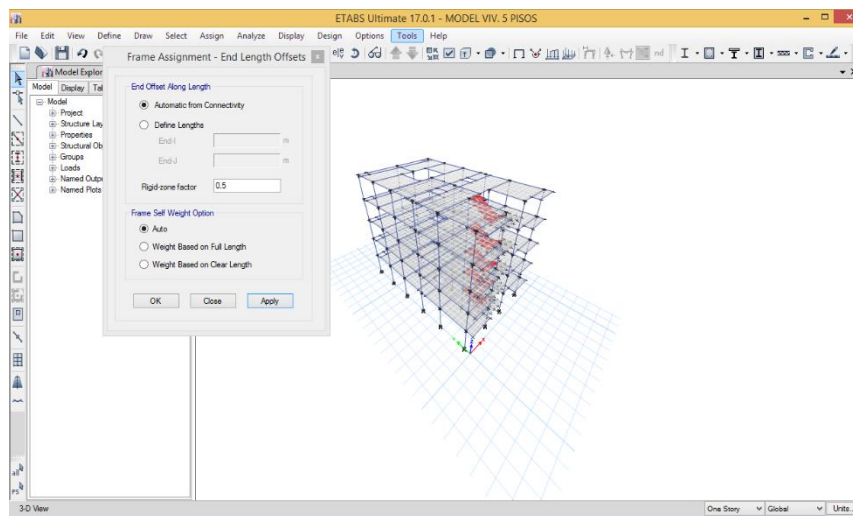 ETABS Ultimate 17.0.1 - MODEL VIV. 5 PISOS
File Edit View Define Draw Select Assign Analyze Display Design Options Tools Help
Frame Assignment - End Length Offsets
Model Explor
Model Display Tal
Model
Project
Structure Lay
Properties
Structural Ob
Groups
Loads
Named Outpu
Named Plots
End Offset Along Length
Automatic from Connectivity
Define Lengths
End-I m
End-J m
Rigid-zone factor 0.5
Frame Self Weight Option
Auto
Weight Based on Full Length
Weight Based on Clear Length
OK Close Apply
all
3-D View One Story Global Units...